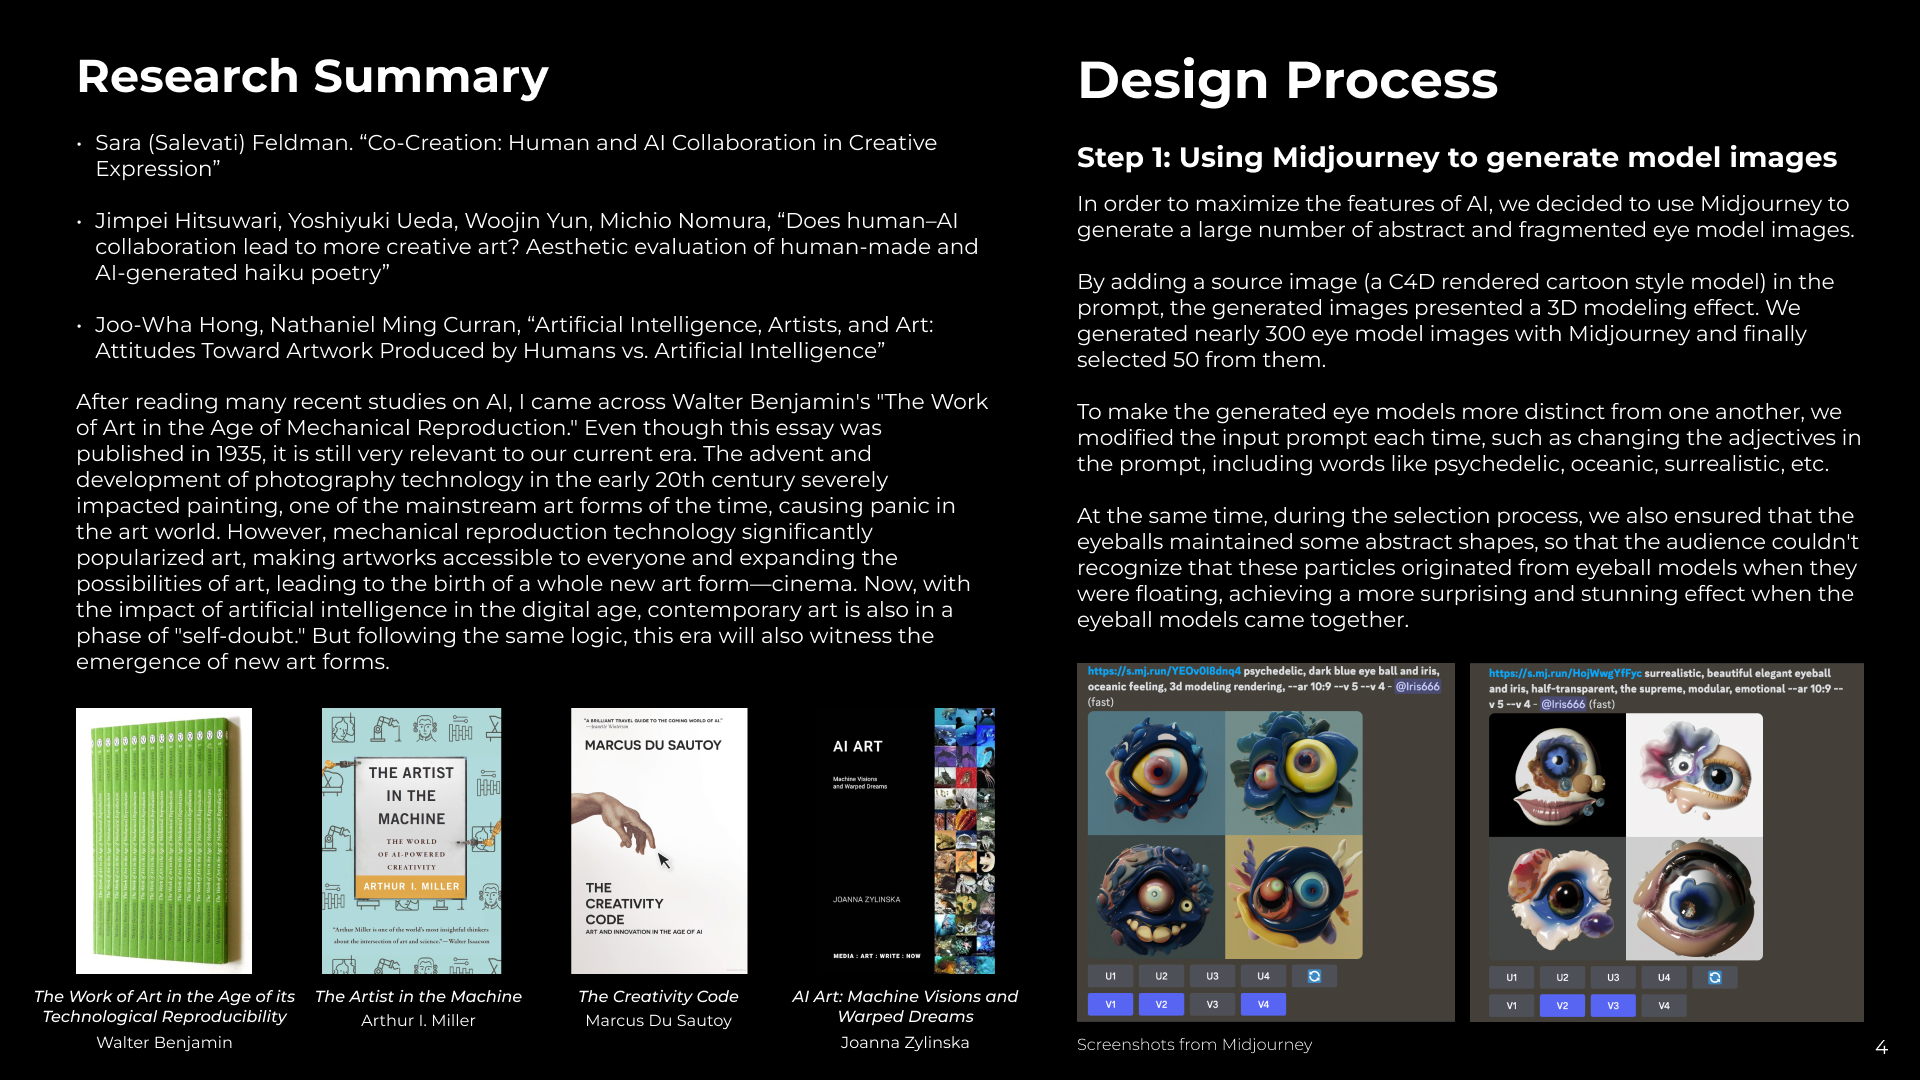 Research Summary
• Sara (Salevati) Feldman. “Co-Creation: Human and AI Collaboration in Creative
Expression”
• Jimpei Hitsuwari, Yoshiyuki Ueda, Woojin Yun, Michio Nomura, “Does human–AI
collaboration lead to more creative art? Aesthetic evaluation of human-made and
AI-generated haiku poetry”
• Joo-Wha Hong, Nathaniel Ming Curran, “Artificial Intelligence, Artists, and Art:
Attitudes Toward Artwork Produced by Humans vs. Artificial Intelligence”
After reading many recent studies on AI, I came across Walter Benjamin's "The Work
of Art in the Age of Mechanical Reproduction." Even though this essay was
published in 1935, it is still very relevant to our current era. The advent and
development of photography technology in the early 20th century severely
impacted painting, one of the mainstream art forms of the time, causing panic in
the art world. However, mechanical reproduction technology significantly
popularized art, making artworks accessible to everyone and expanding the
possibilities of art, leading to the birth of a whole new art form—cinema. Now, with
the impact of artificial intelligence in the digital age, contemporary art is also in a
phase of "self-doubt." But following the same logic, this era will also witness the
emergence of new art forms.
THE ARTIST
IN THE
MACHINE
THE WORLD
OF AI-POWERED
CREATIVITY
ARTHUR I. MILLER
"Arthur Miller is one of the world's most insightful thinkers
about the intersection of art and science."—Walter Isaacson
"A BRILLIANT TRAVEL GUIDE TO THE COMING WORLD OF AI."
—Jeanette Winterson
MARCUS DU SAUTOY
THE
CREATIVITY
CODE
ART AND INNOVATION IN THE AGE OF AI
AI ART
Machine Visions
and Warped Dreams
JOANNA ZYLINSKA
MEDIA : ART : WRITE : NOW
The Work of Art in the Age of its
Technological Reproducibility
Walter Benjamin
The Artist in the Machine
Arthur I. Miller
The Creativity Code
Marcus Du Sautoy
AI Art: Machine Visions and
Warped Dreams
Joanna Zylinska
Design Process
Step 1: Using Midjourney to generate model images
In order to maximize the features of AI, we decided to use Midjourney to
generate a large number of abstract and fragmented eye model images.
By adding a source image (a C4D rendered cartoon style model) in the
prompt, the generated images presented a 3D modeling effect. We
generated nearly 300 eye model images with Midjourney and finally
selected 50 from them.
To make the generated eye models more distinct from one another, we
modified the input prompt each time, such as changing the adjectives in
the prompt, including words like psychedelic, oceanic, surrealistic, etc.
At the same time, during the selection process, we also ensured that the
eyeballs maintained some abstract shapes, so that the audience couldn't
recognize that these particles originated from eyeball models when they
were floating, achieving a more surprising and stunning effect when the
eyeball models came together.
https://s.mj.run/YEOv0I8dnq4 psychedelic, dark blue eye ball and iris,
oceanic feeling, 3d modeling rendering, --ar 10:9 --v 5 --v 4 - @Iris666
(fast)
U1 U2 U3 U4
V1 V2 V3 V4
https://s.mj.run/HojWwgYfFyc surrealistic, beautiful elegant eyeball
and iris, half-transparent, the supreme, modular, emotional --ar 10:9 --
v 5 --v 4 - @Iris666 (fast)
U1 U2 U3 U4
V1 V2 V3 V4
Screenshots from Midjourney
4